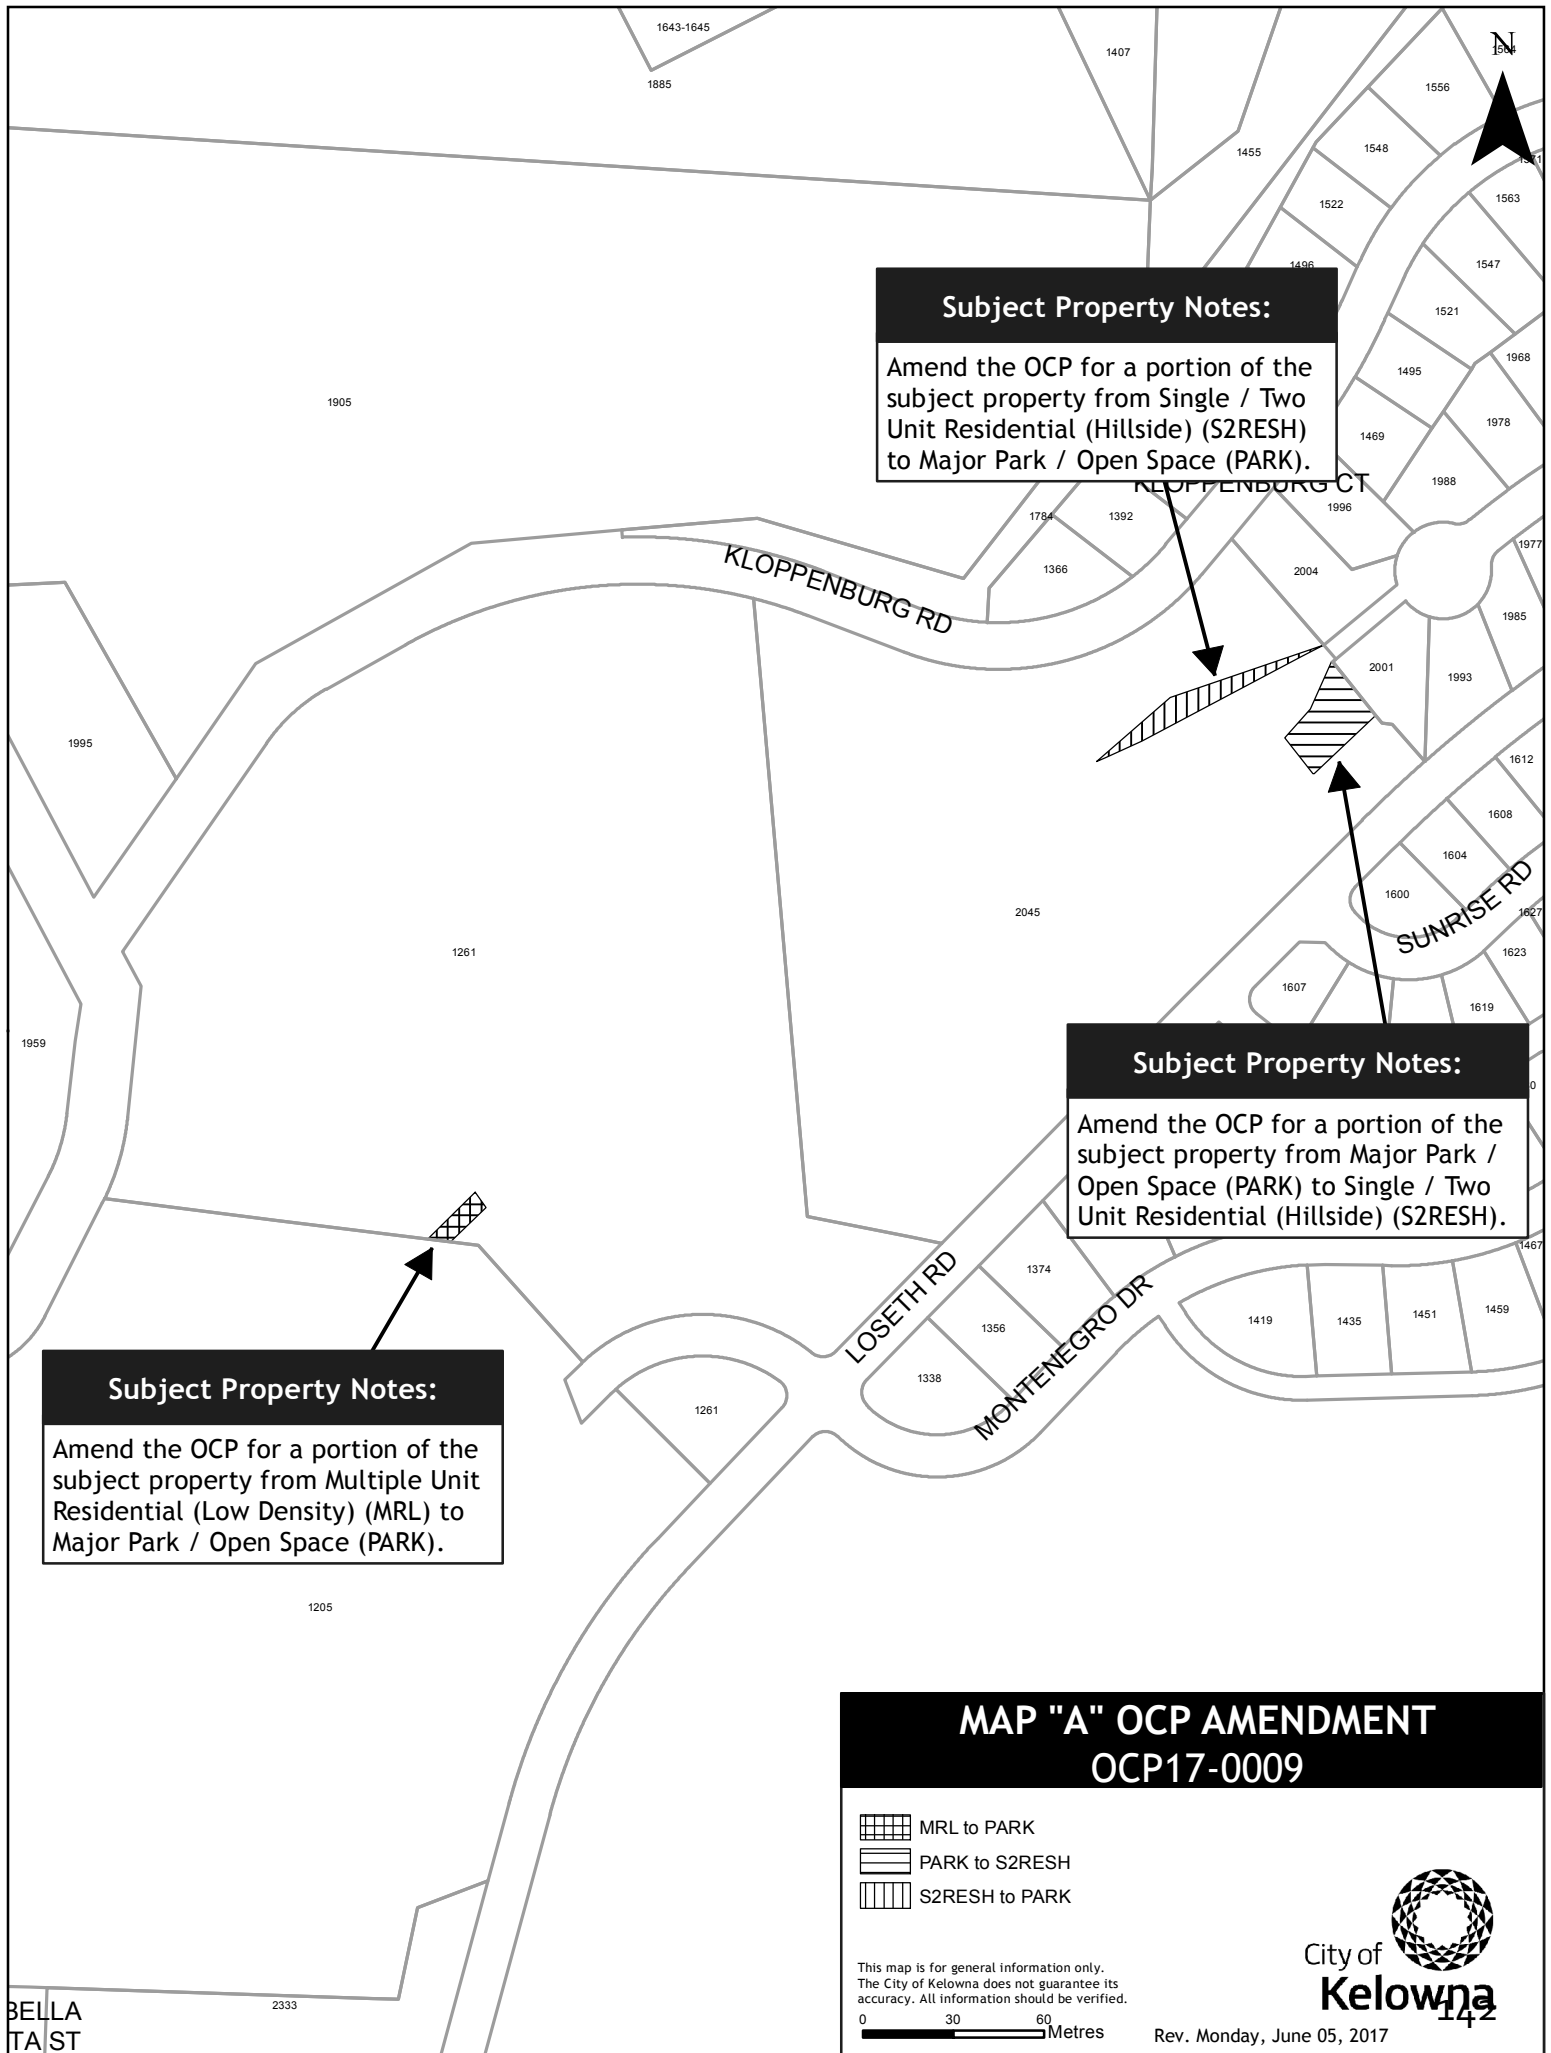 1643-1645
1885
1407
1455
N
1564
1556
1548
1522
1496
1571
1563
1547
1521
1495
1469
1968
1978
1988
1996
1905
Subject Property Notes:
Amend the OCP for a portion of the
subject property from Single / Two
Unit Residential (Hillside) (S2RESH)
to Major Park / Open Space (PARK).
KLOPPENBURG CT
1784
1392
1366
KLOPPENBURG RD
2004
1977
1985
2001
1993
1995
1612
1608
1604
1600
SUNRISE RD
1627
1623
1619
1607
2045
1261
1959
Subject Property Notes:
Amend the OCP for a portion of the
subject property from Major Park /
Open Space (PARK) to Single / Two
Unit Residential (Hillside) (S2RESH).
0
1467
1374
1356
1338
LOSETH RD
MONTENEGRO DR
1419
1435
1451
1459
1261
Subject Property Notes:
Amend the OCP for a portion of the
subject property from Multiple Unit
Residential (Low Density) (MRL) to
Major Park / Open Space (PARK).
1205
2333
BELLA
TA ST
MAP "A" OCP AMENDMENT
OCP17-0009
MRL to PARK
PARK to S2RESH
S2RESH to PARK
This map is for general information only.
The City of Kelowna does not guarantee its
accuracy. All information should be verified.
0 30 60
Metres
City of
Kelowna
142
Rev. Monday, June 05, 2017